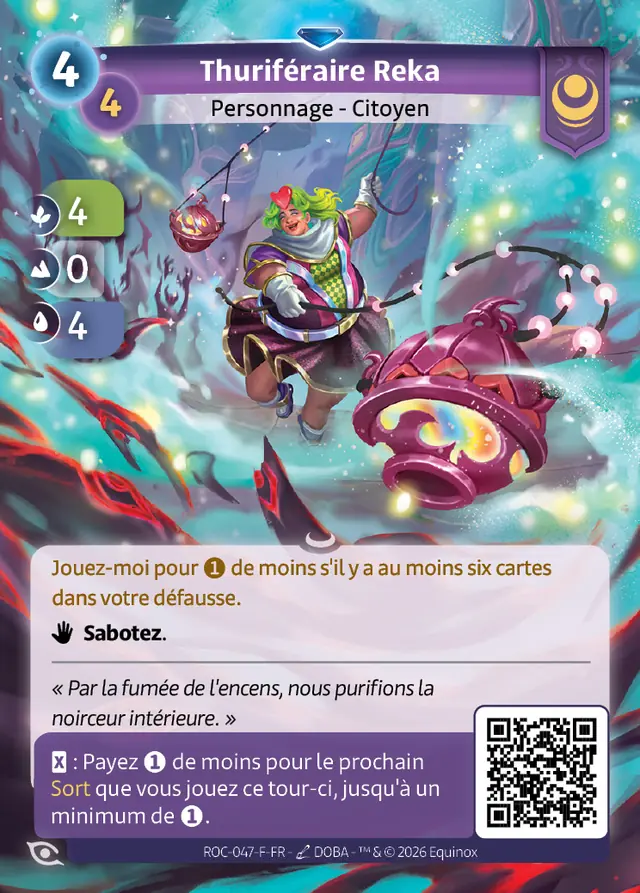 4
Thuriféraire Reka
4
Personnage - Citoyen
4
0
4
Jouez-moi pour 1 de moins s'il y a au moins six cartes
dans votre défausse.
Sabotez.
« Par la fumée de l'encens, nous purifions la
noirceur intérieure. »
X : Payez 1 de moins pour le prochain
Sort que vous jouez ce tour-ci, jusqu'à un
minimum de 1.
ROC-047-F-FR - DOBA - ™ & © 2026 Equinox